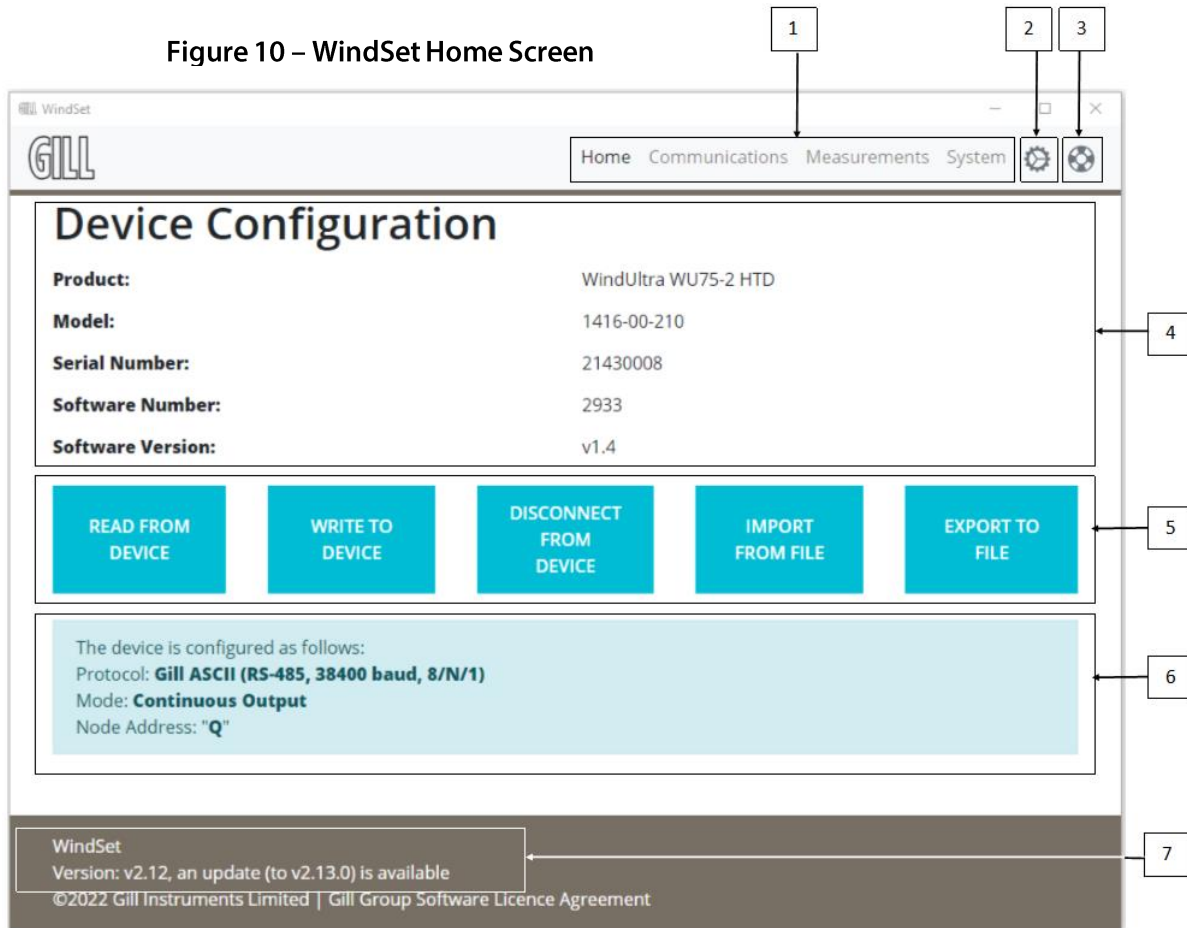 1
2
3
Figure 10 – WindSet Home Screen
GILL WindSet
GILL
Home Communications Measurements System
Device Configuration
Product: WindUltra WU75-2 HTD
Model: 1416-00-210
4
Serial Number: 21430008
Software Number: 2933
Software Version: v1.4
READ FROM
DEVICE
WRITE TO
DEVICE
DISCONNECT
FROM
DEVICE
IMPORT
FROM FILE
EXPORT TO
FILE
5
The device is configured as follows:
Protocol: Gill ASCII (RS-485, 38400 baud, 8/N/1)
Mode: Continuous Output
Node Address: "Q"
6
WindSet
Version: v2.12, an update (to v2.13.0) is available
7
©2022 Gill Instruments Limited | Gill Group Software Licence Agreement